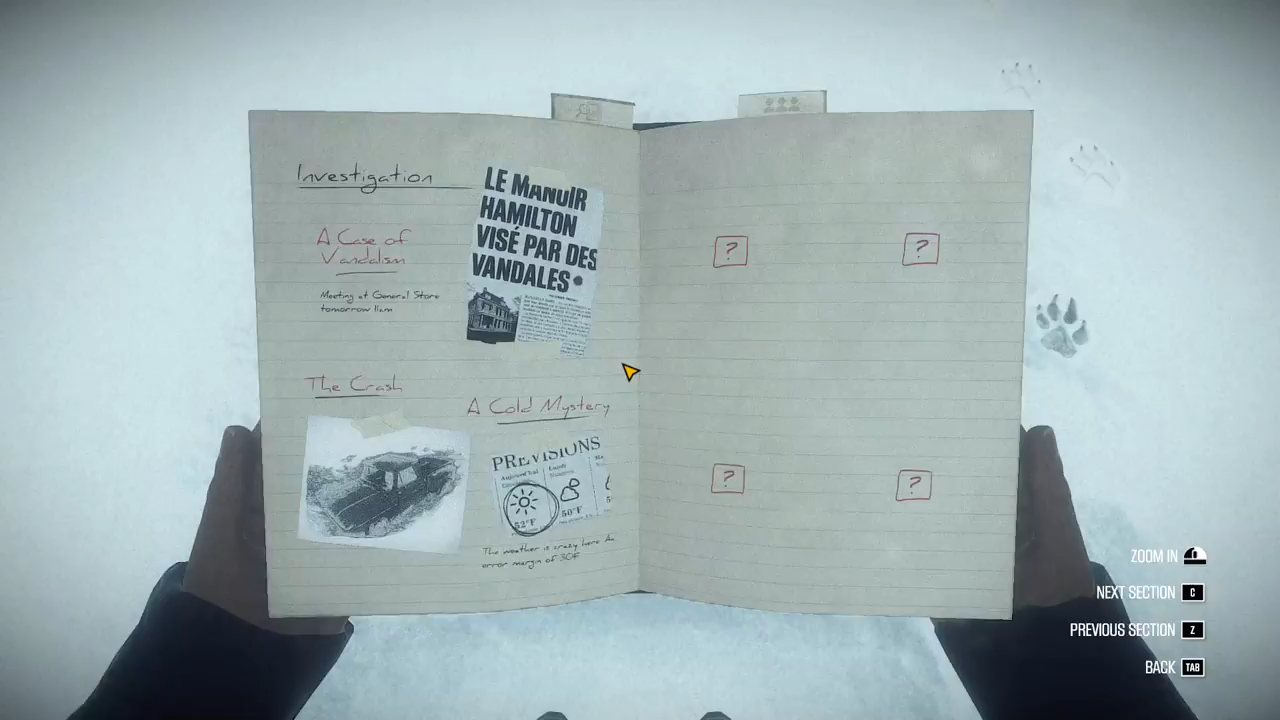 Investigation
A Case of
Vandalism
Meeting at General Store
tomorrow 11am
LE MANOIR
HAMILTON
VISÉ PAR DES
VANDALES
The Crash
A Cold Mystery
PREVISIONS
52°F
50°F
The weather is crazy here. An
error margin of 30F
?
?
?
?
ZOOM IN
NEXT SECTION C
PREVIOUS SECTION Z
BACK TAB